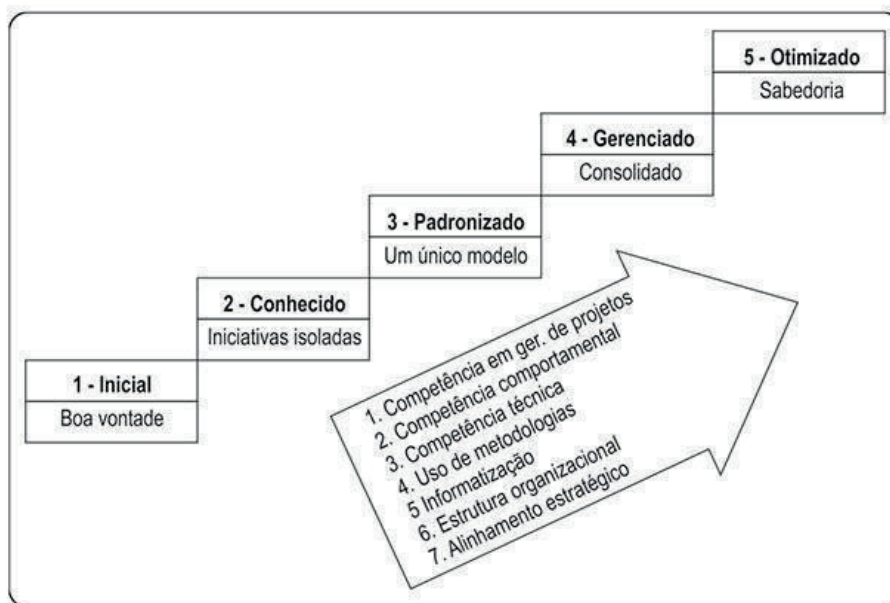 5 - Otimizado
Sabedoria
4 - Gerenciado
Consolidado
3 - Padronizado
Um único modelo
2 - Conhecido
Iniciativas isoladas
1 - Inicial
Boa vontade
1. Competência em ger. de projetos
2. Competência comportamental
3. Competência técnica
4. Uso de metodologias
5 Informatização
6. Estrutura organizacional
7. Alinhamento estratégico